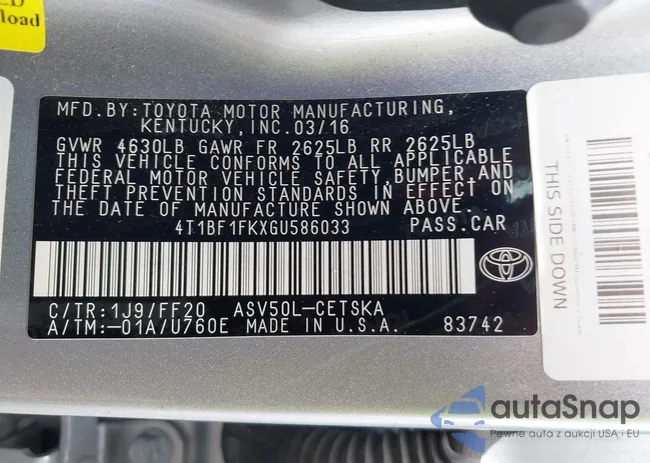 load
MFD.BY:TOYOTA MOTOR MANUFACTURING,
KENTUCKY, INC.03/16
GVWR 4630LB GAWR FR 2625LB RR 2625LB
THIS VEHICLE CONFORMS TO ALL APPLICABLE
FEDERAL MOTOR VEHICLE SAFETY, BUMPER, AND
THEFT PREVENTION STANDARDS IN EFFECT ON
THE DATE OF MANUFACTURE SHOWN ABOVE.
4T1BF1FKXGU586033 PASS.CAR
C/TR:1J9/FF20 ASV50L-CETSKA
A/TM:-01A/U760E MADE IN U.S.A. 83742
THIS SIDE DOWN
autaSnap
Pewne auta z aukcji USA i EU